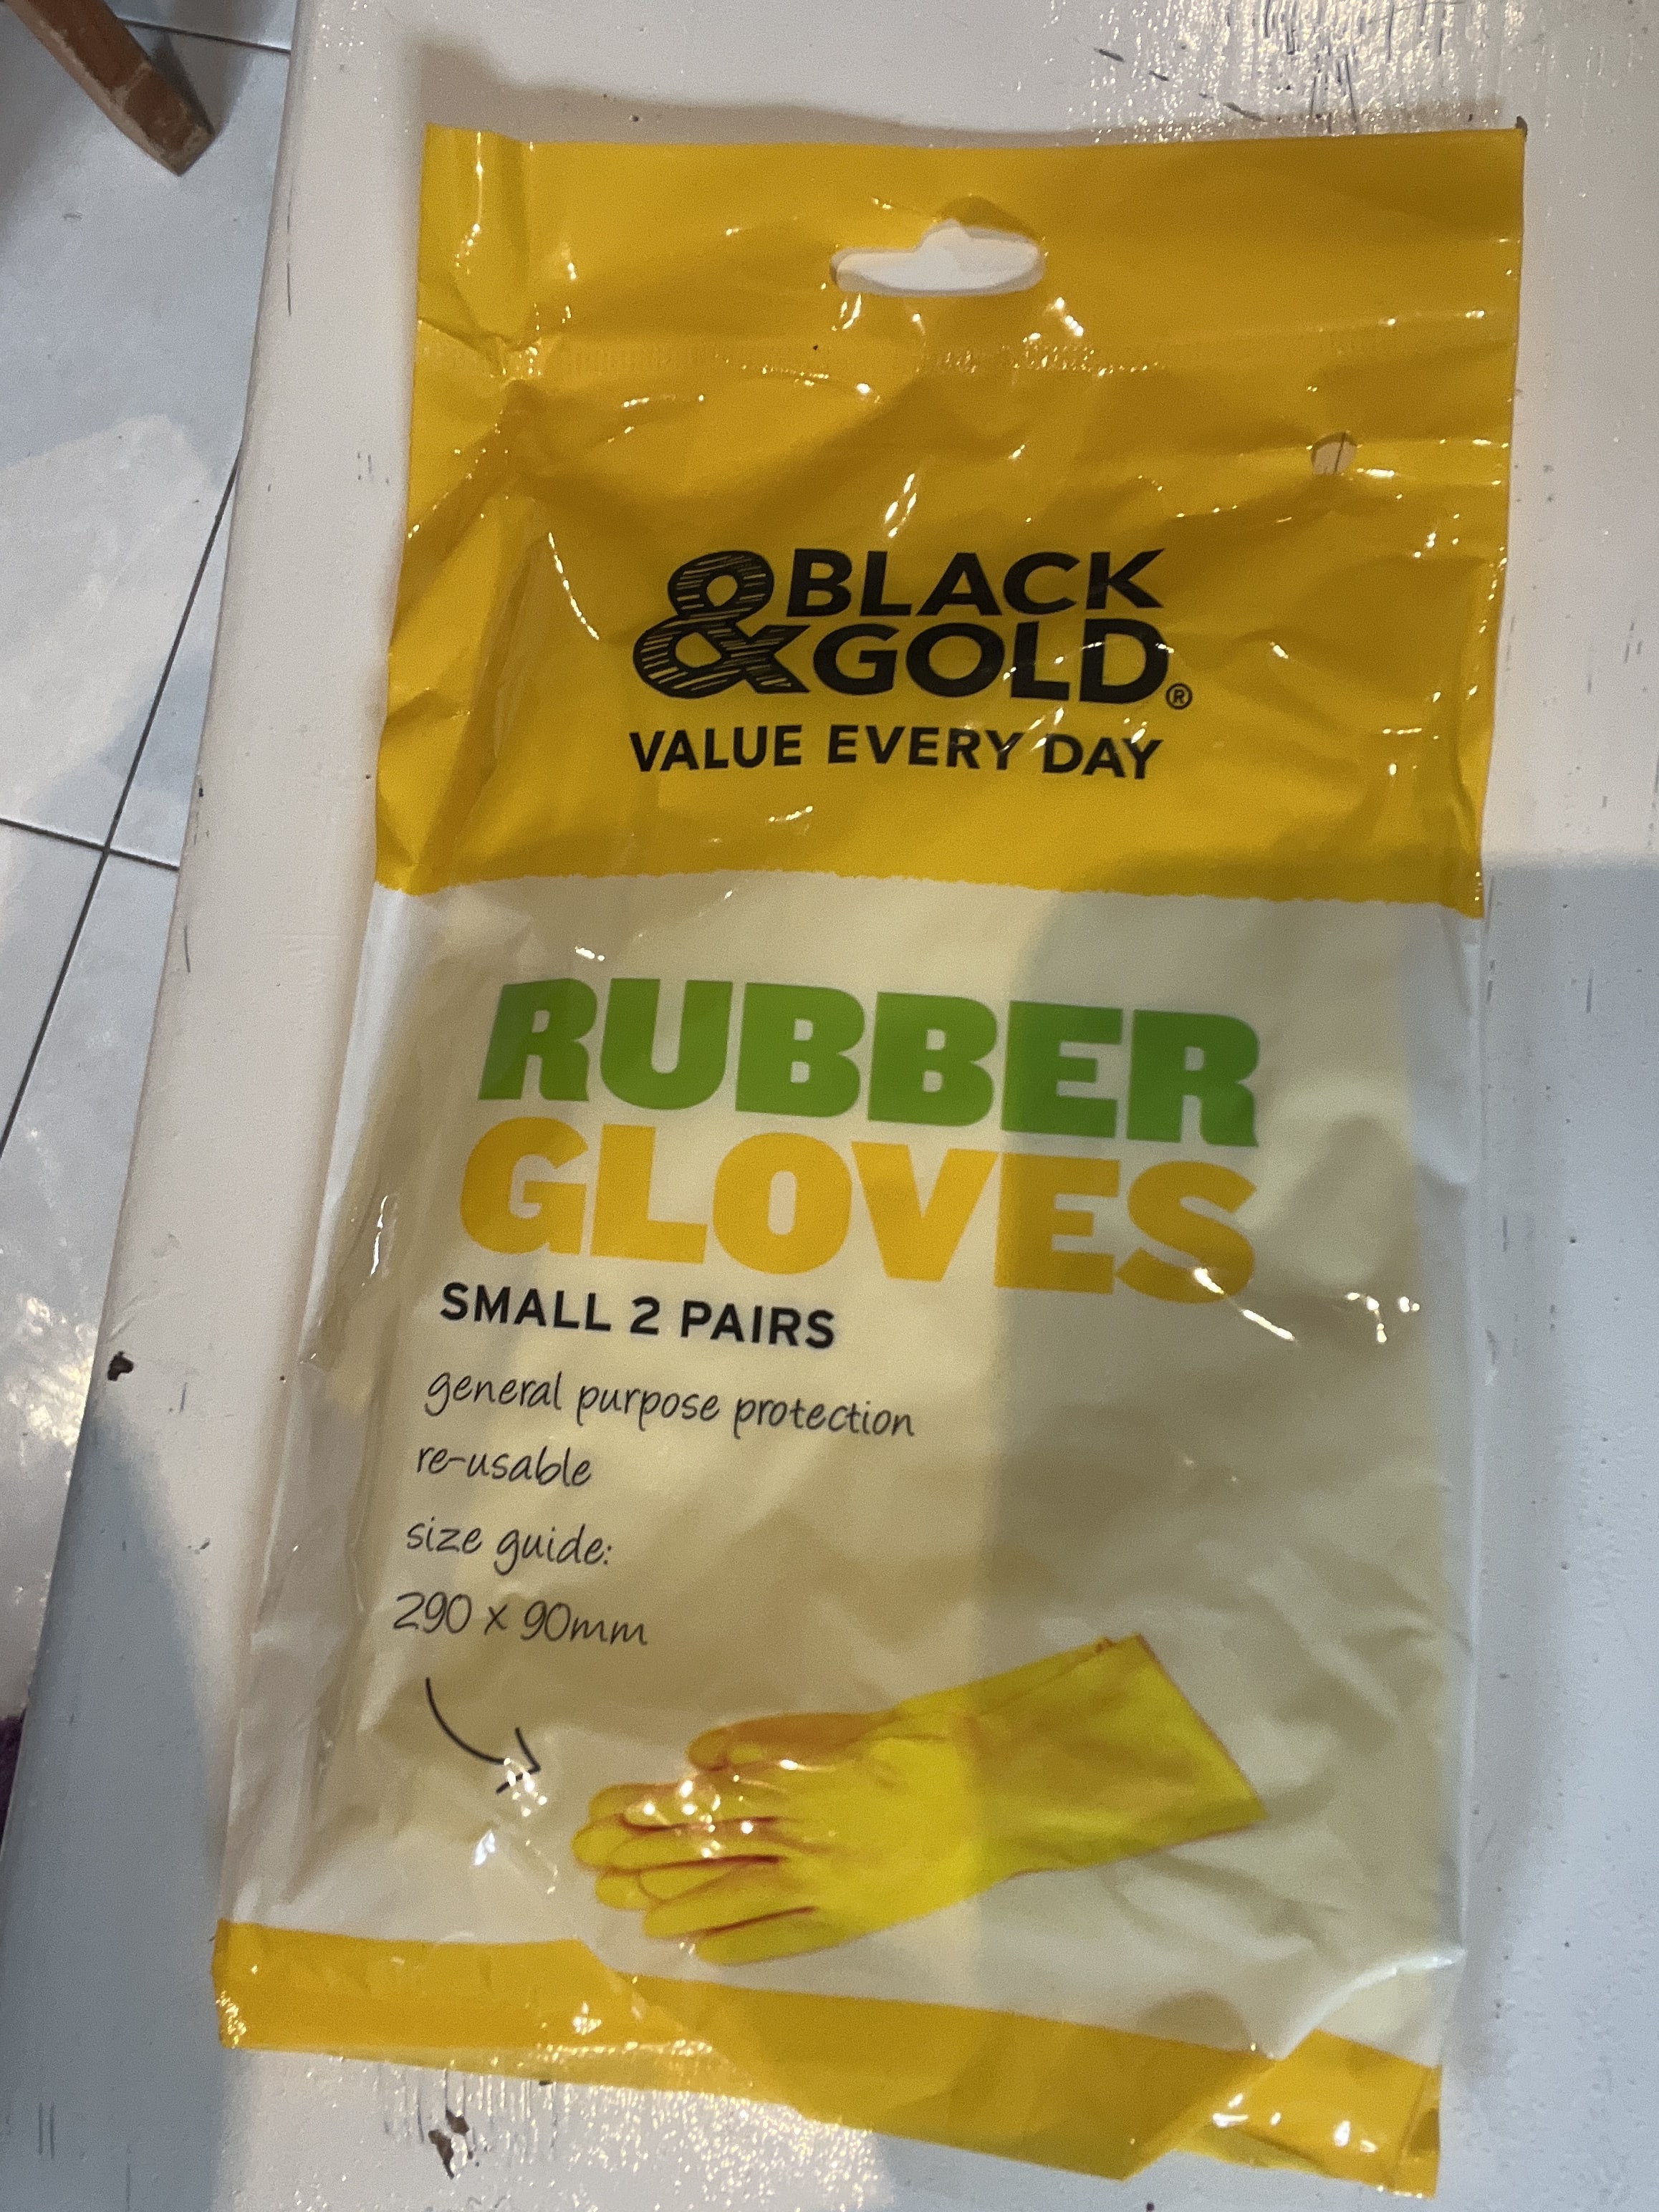 &BLACK
GOLD®
VALUE EVERY DAY
RUBBER
GLOVES
SMALL 2 PAIRS
general purpose protection
re-usable
size guide:
290 x 90mm